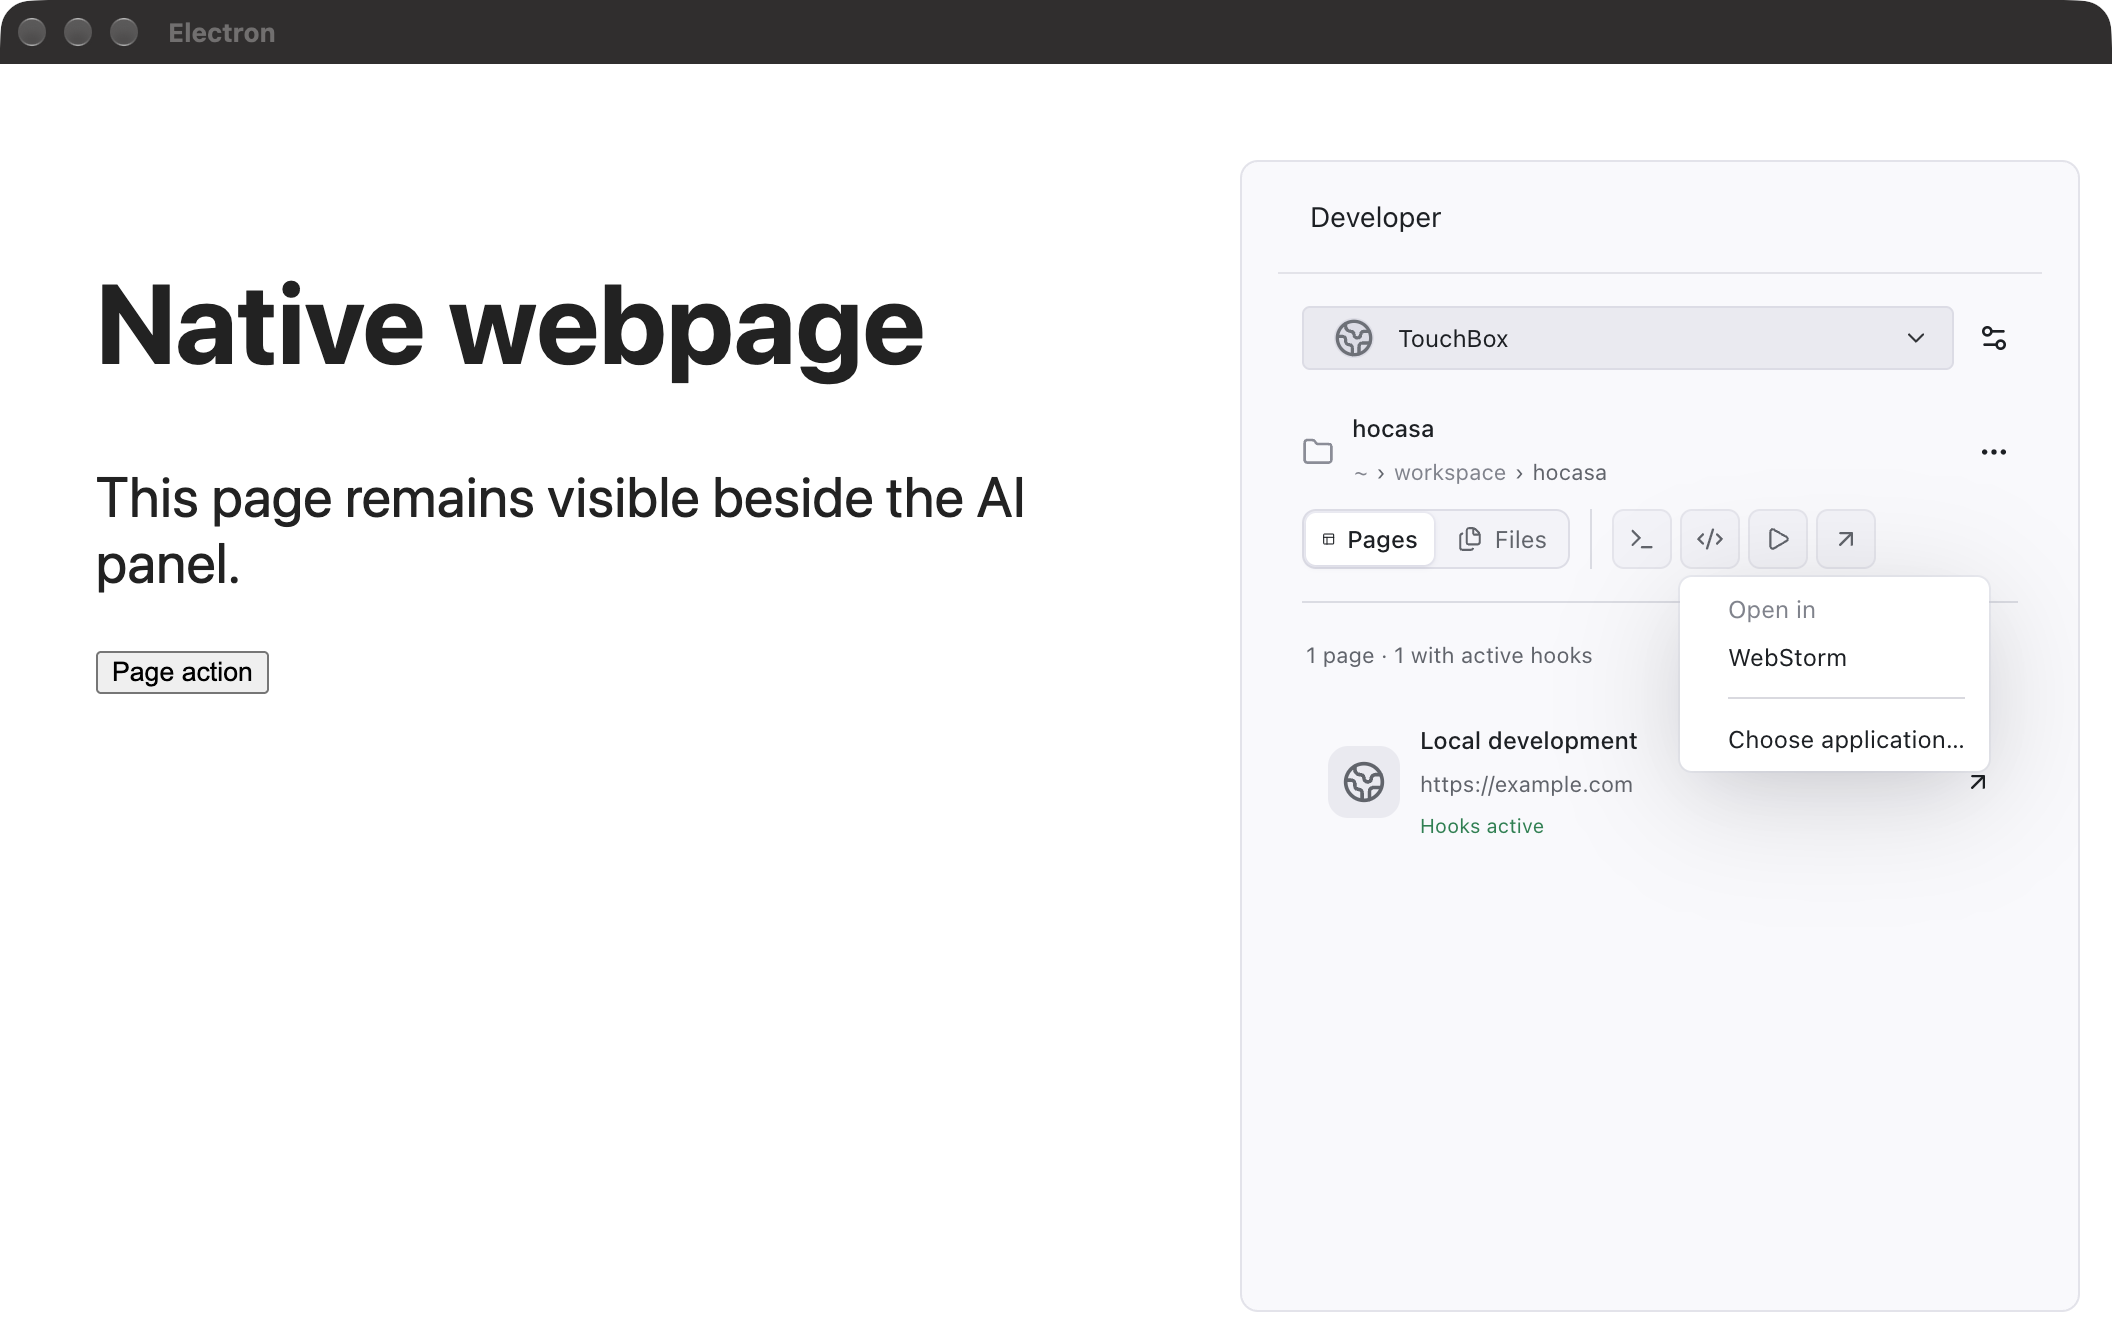 Electron
Native webpage
This page remains visible beside the AI
panel.
Page action
Developer
TouchBox
hocasa
~ › workspace › hocasa
Pages
Files
Open in
WebStorm
Choose application...
1 page · 1 with active hooks
Local development
https://example.com
Hooks active